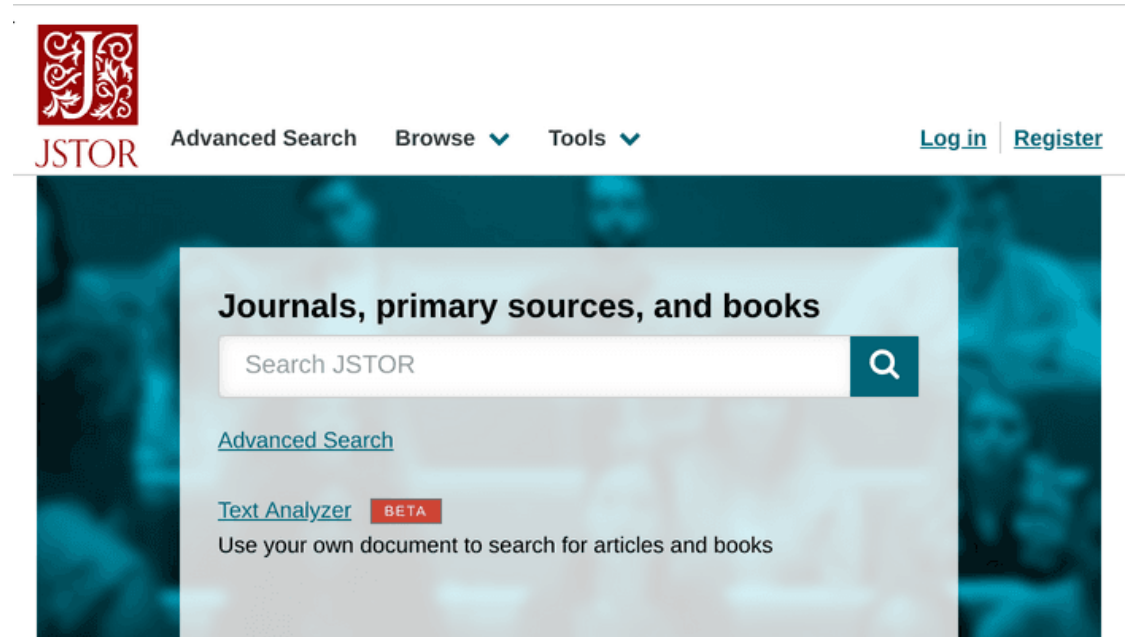 JSTOR
Advanced Search Browse Tools Log in Register
Journals, primary sources, and books
Search JSTOR
Advanced Search
Text Analyzer BETA
Use your own document to search for articles and books